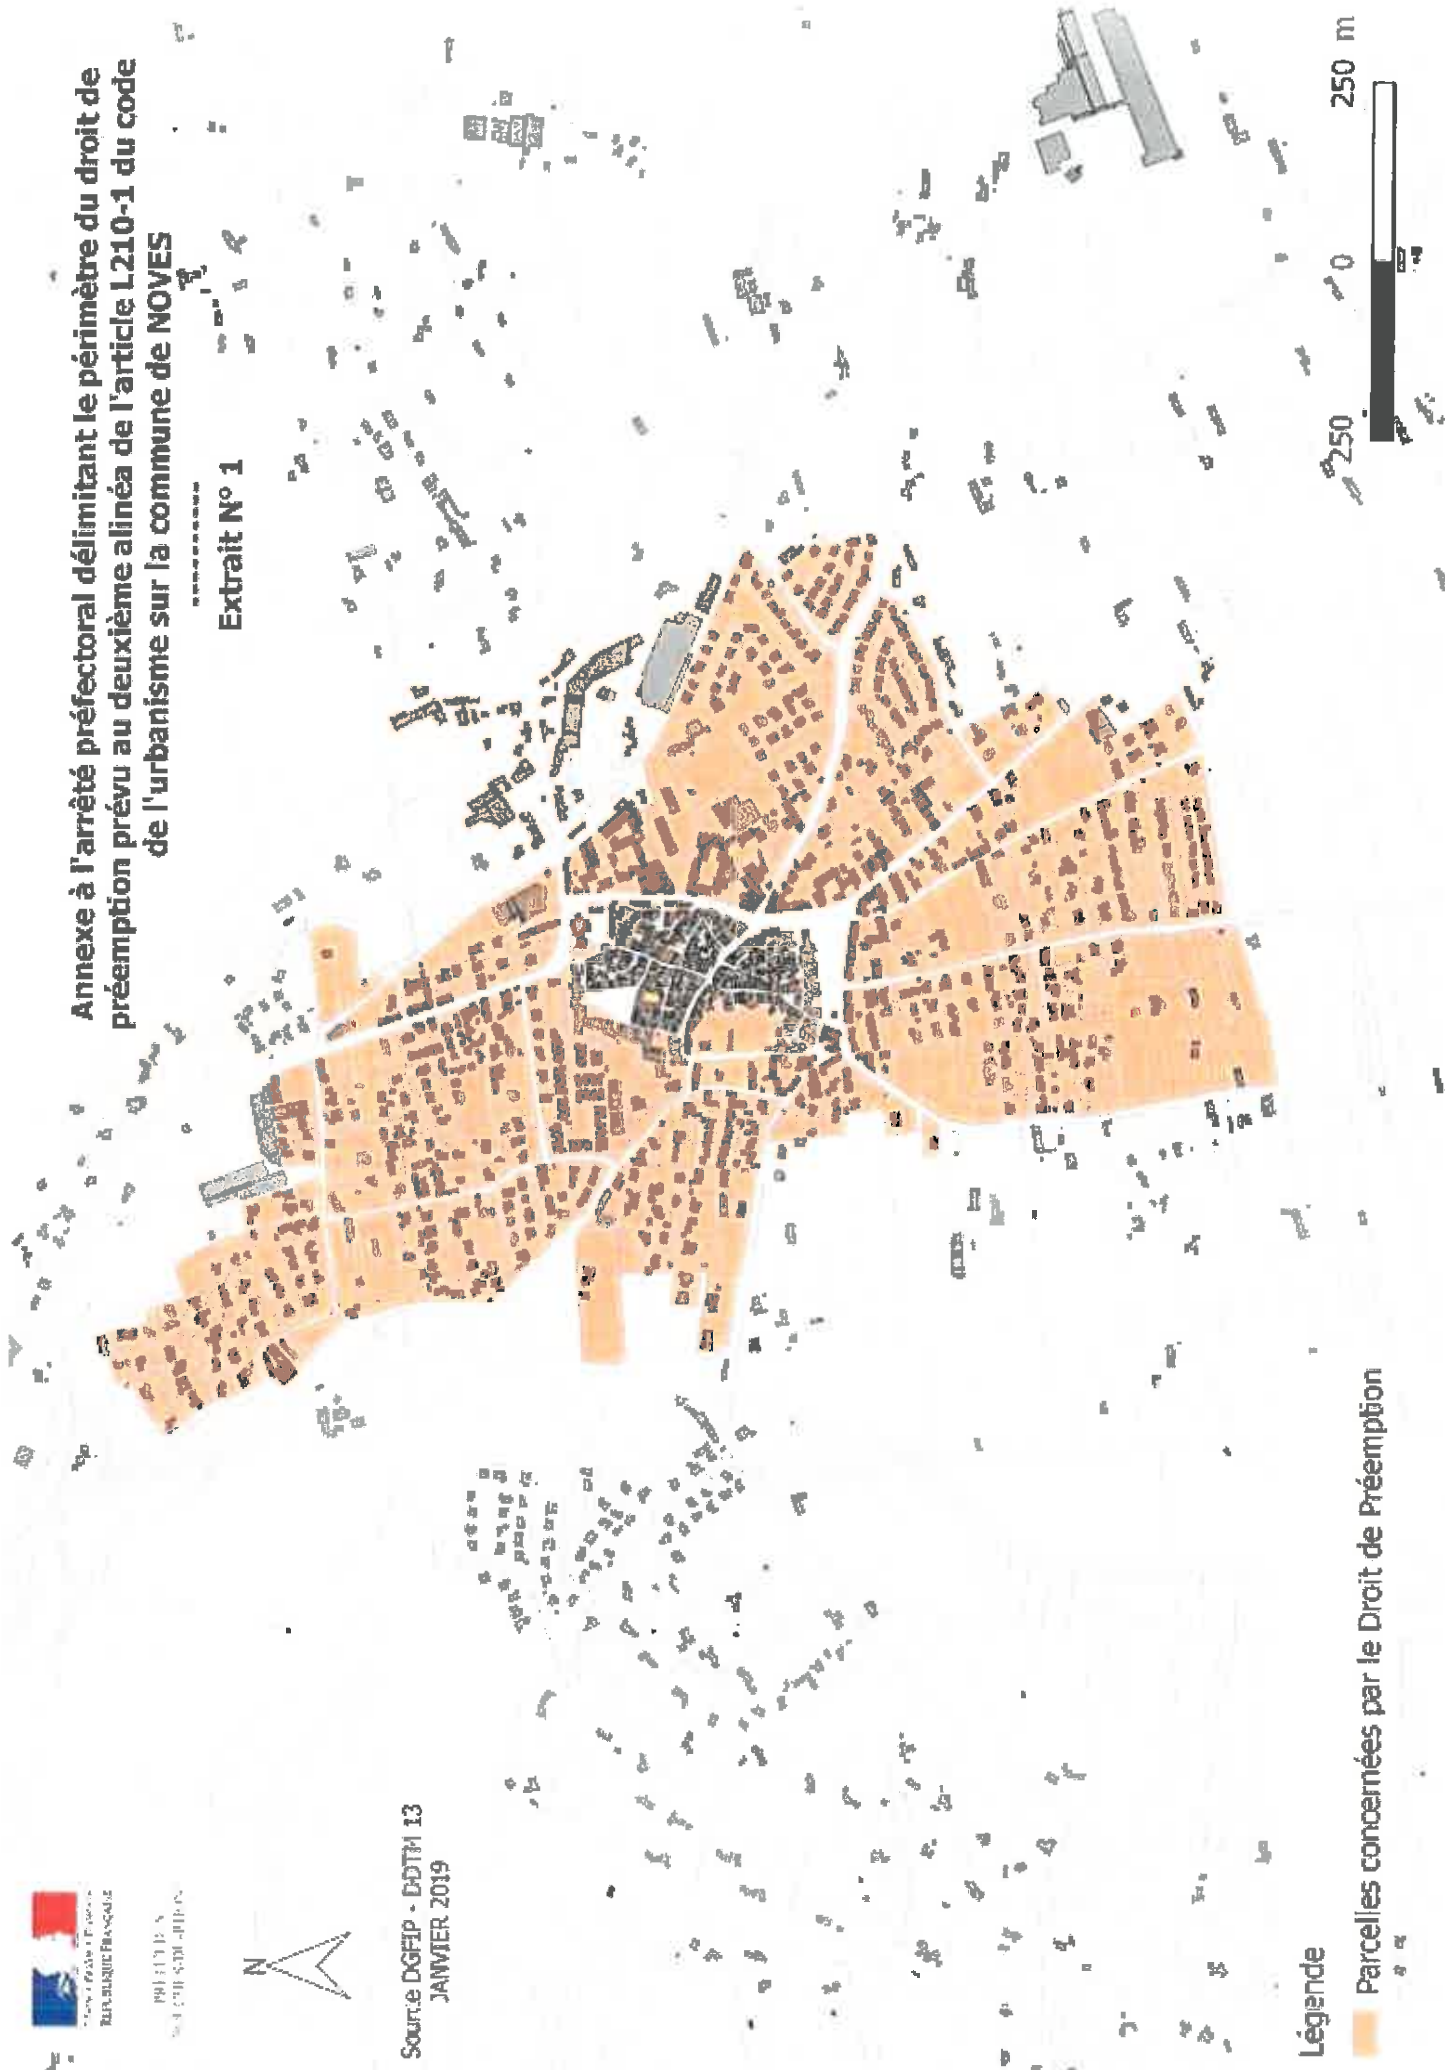 Annexe à l'arrêté préfectoral délimitant le périmètre du droit de
préemption prévu au deuxième alinéa de l'article L210-1 du code
de l'urbanisme sur la commune de NOVES
----------
Extrait N° 1
RÉPUBLIQUE FRANÇAISE
N
Source DGFIP - DDTM 13
JANVIER 2019
Légende
Parcelles concernées par le Droit de Préemption
250 0 250 m